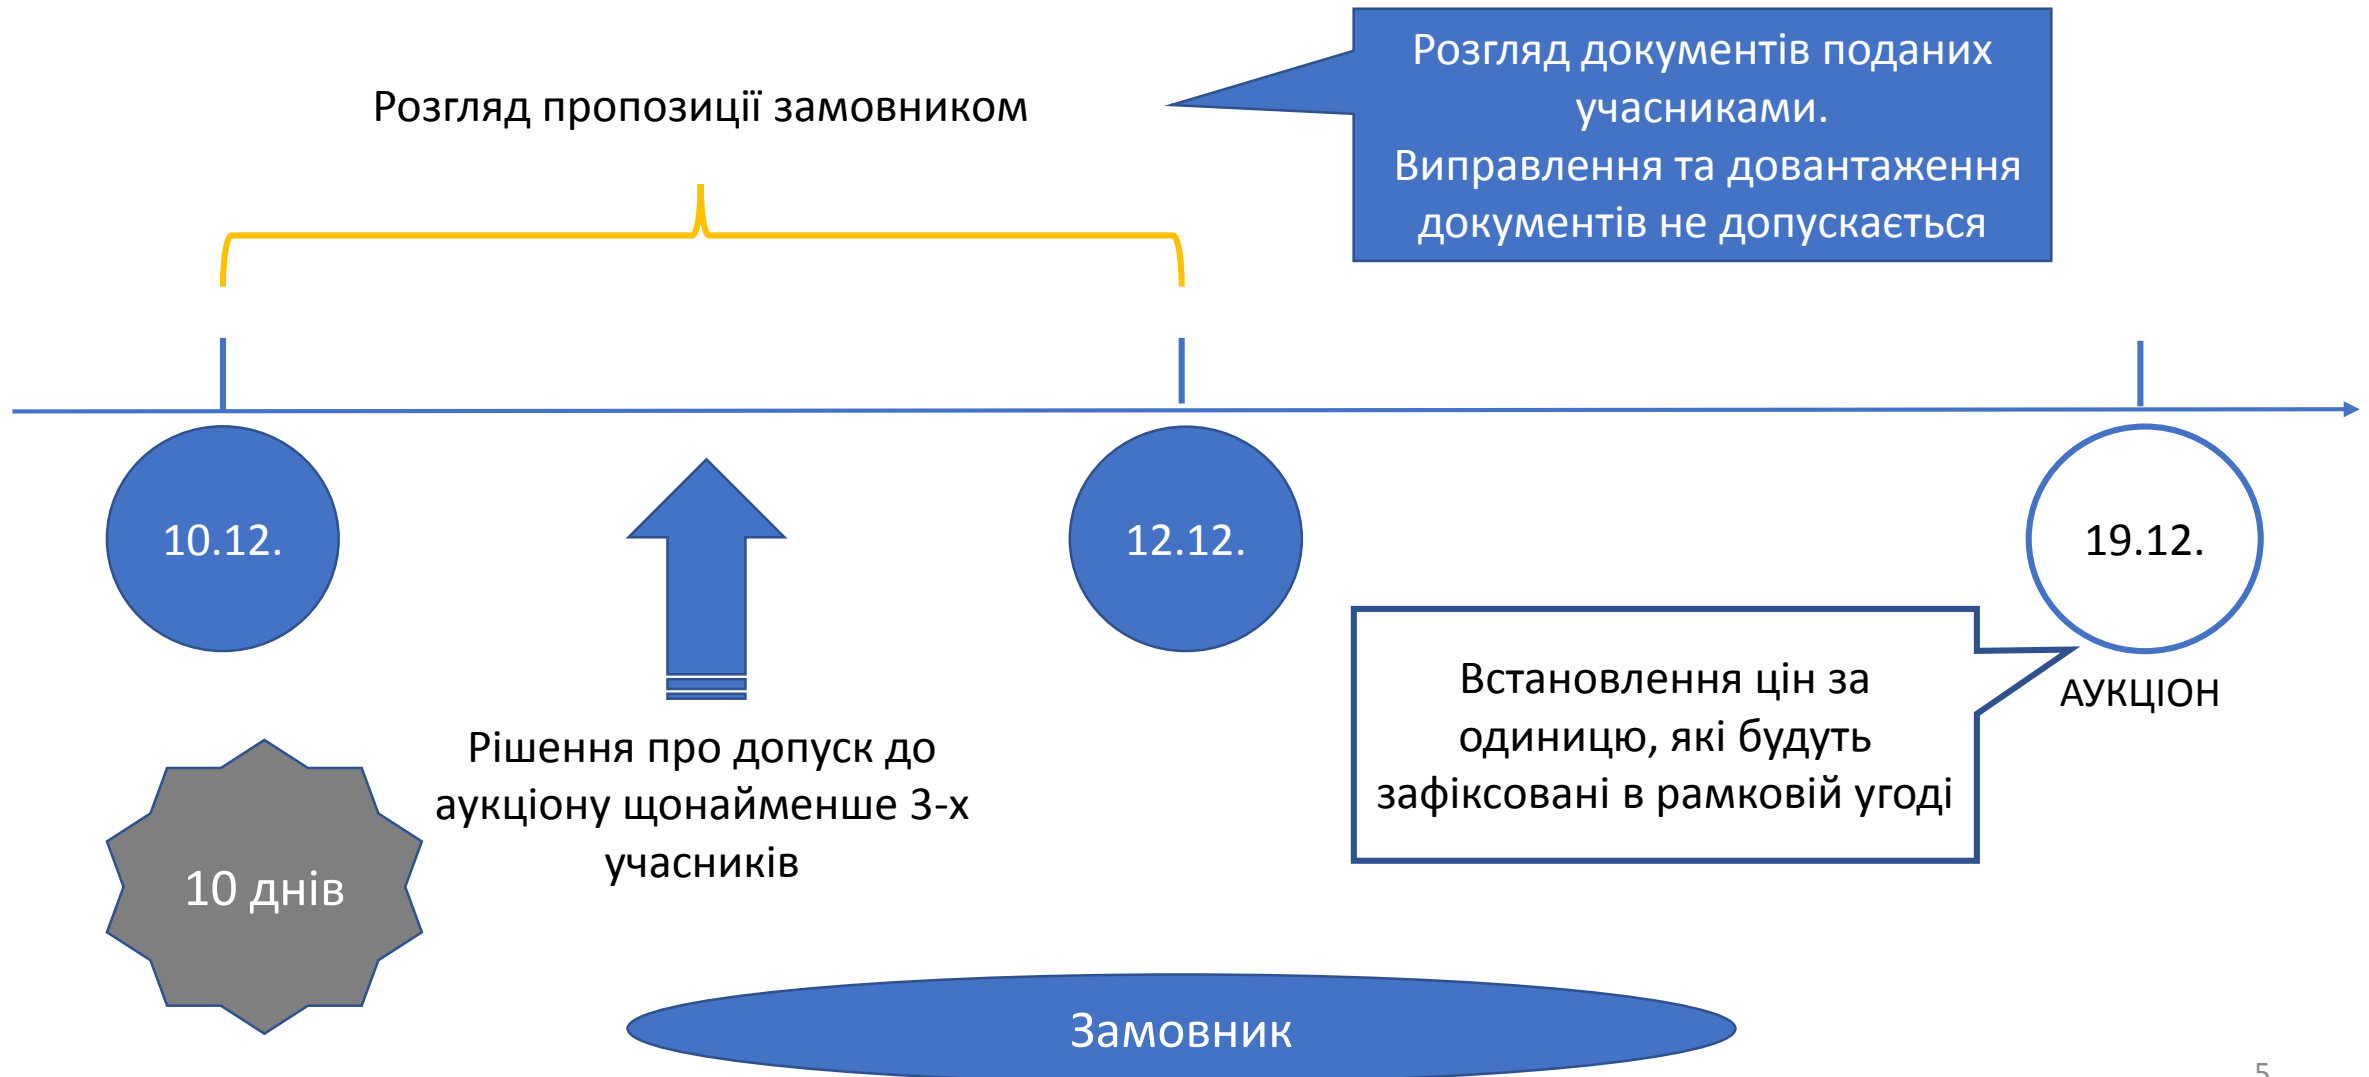 Розгляд документів поданих
учасниками.
Виправлення та довантаження
документів не допускається
Розгляд пропозиції замовником
10.12.
12.12.
19.12.
АУКЦІОН
Встановлення цін за
одиницю, які будуть
зафіксовані в рамковій угоді
Рішення про допуск до
аукціону щонайменше 3-х
учасників
10 днів
Замовник
5